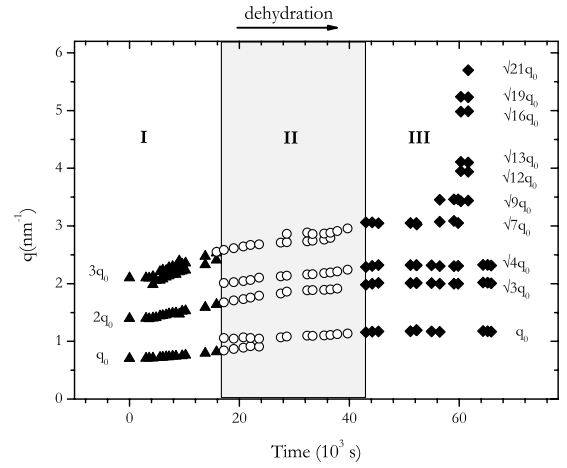 dehydration
6
5
4
3
2
1
0
q(nm⁻¹)
I
II
III
3q₀
2q₀
q₀
√21q₀
√19q₀
√16q₀
√13q₀
√12q₀
√9q₀
√7q₀
√4q₀
√3q₀
q₀
0
20
40
60
Time (10³ s)